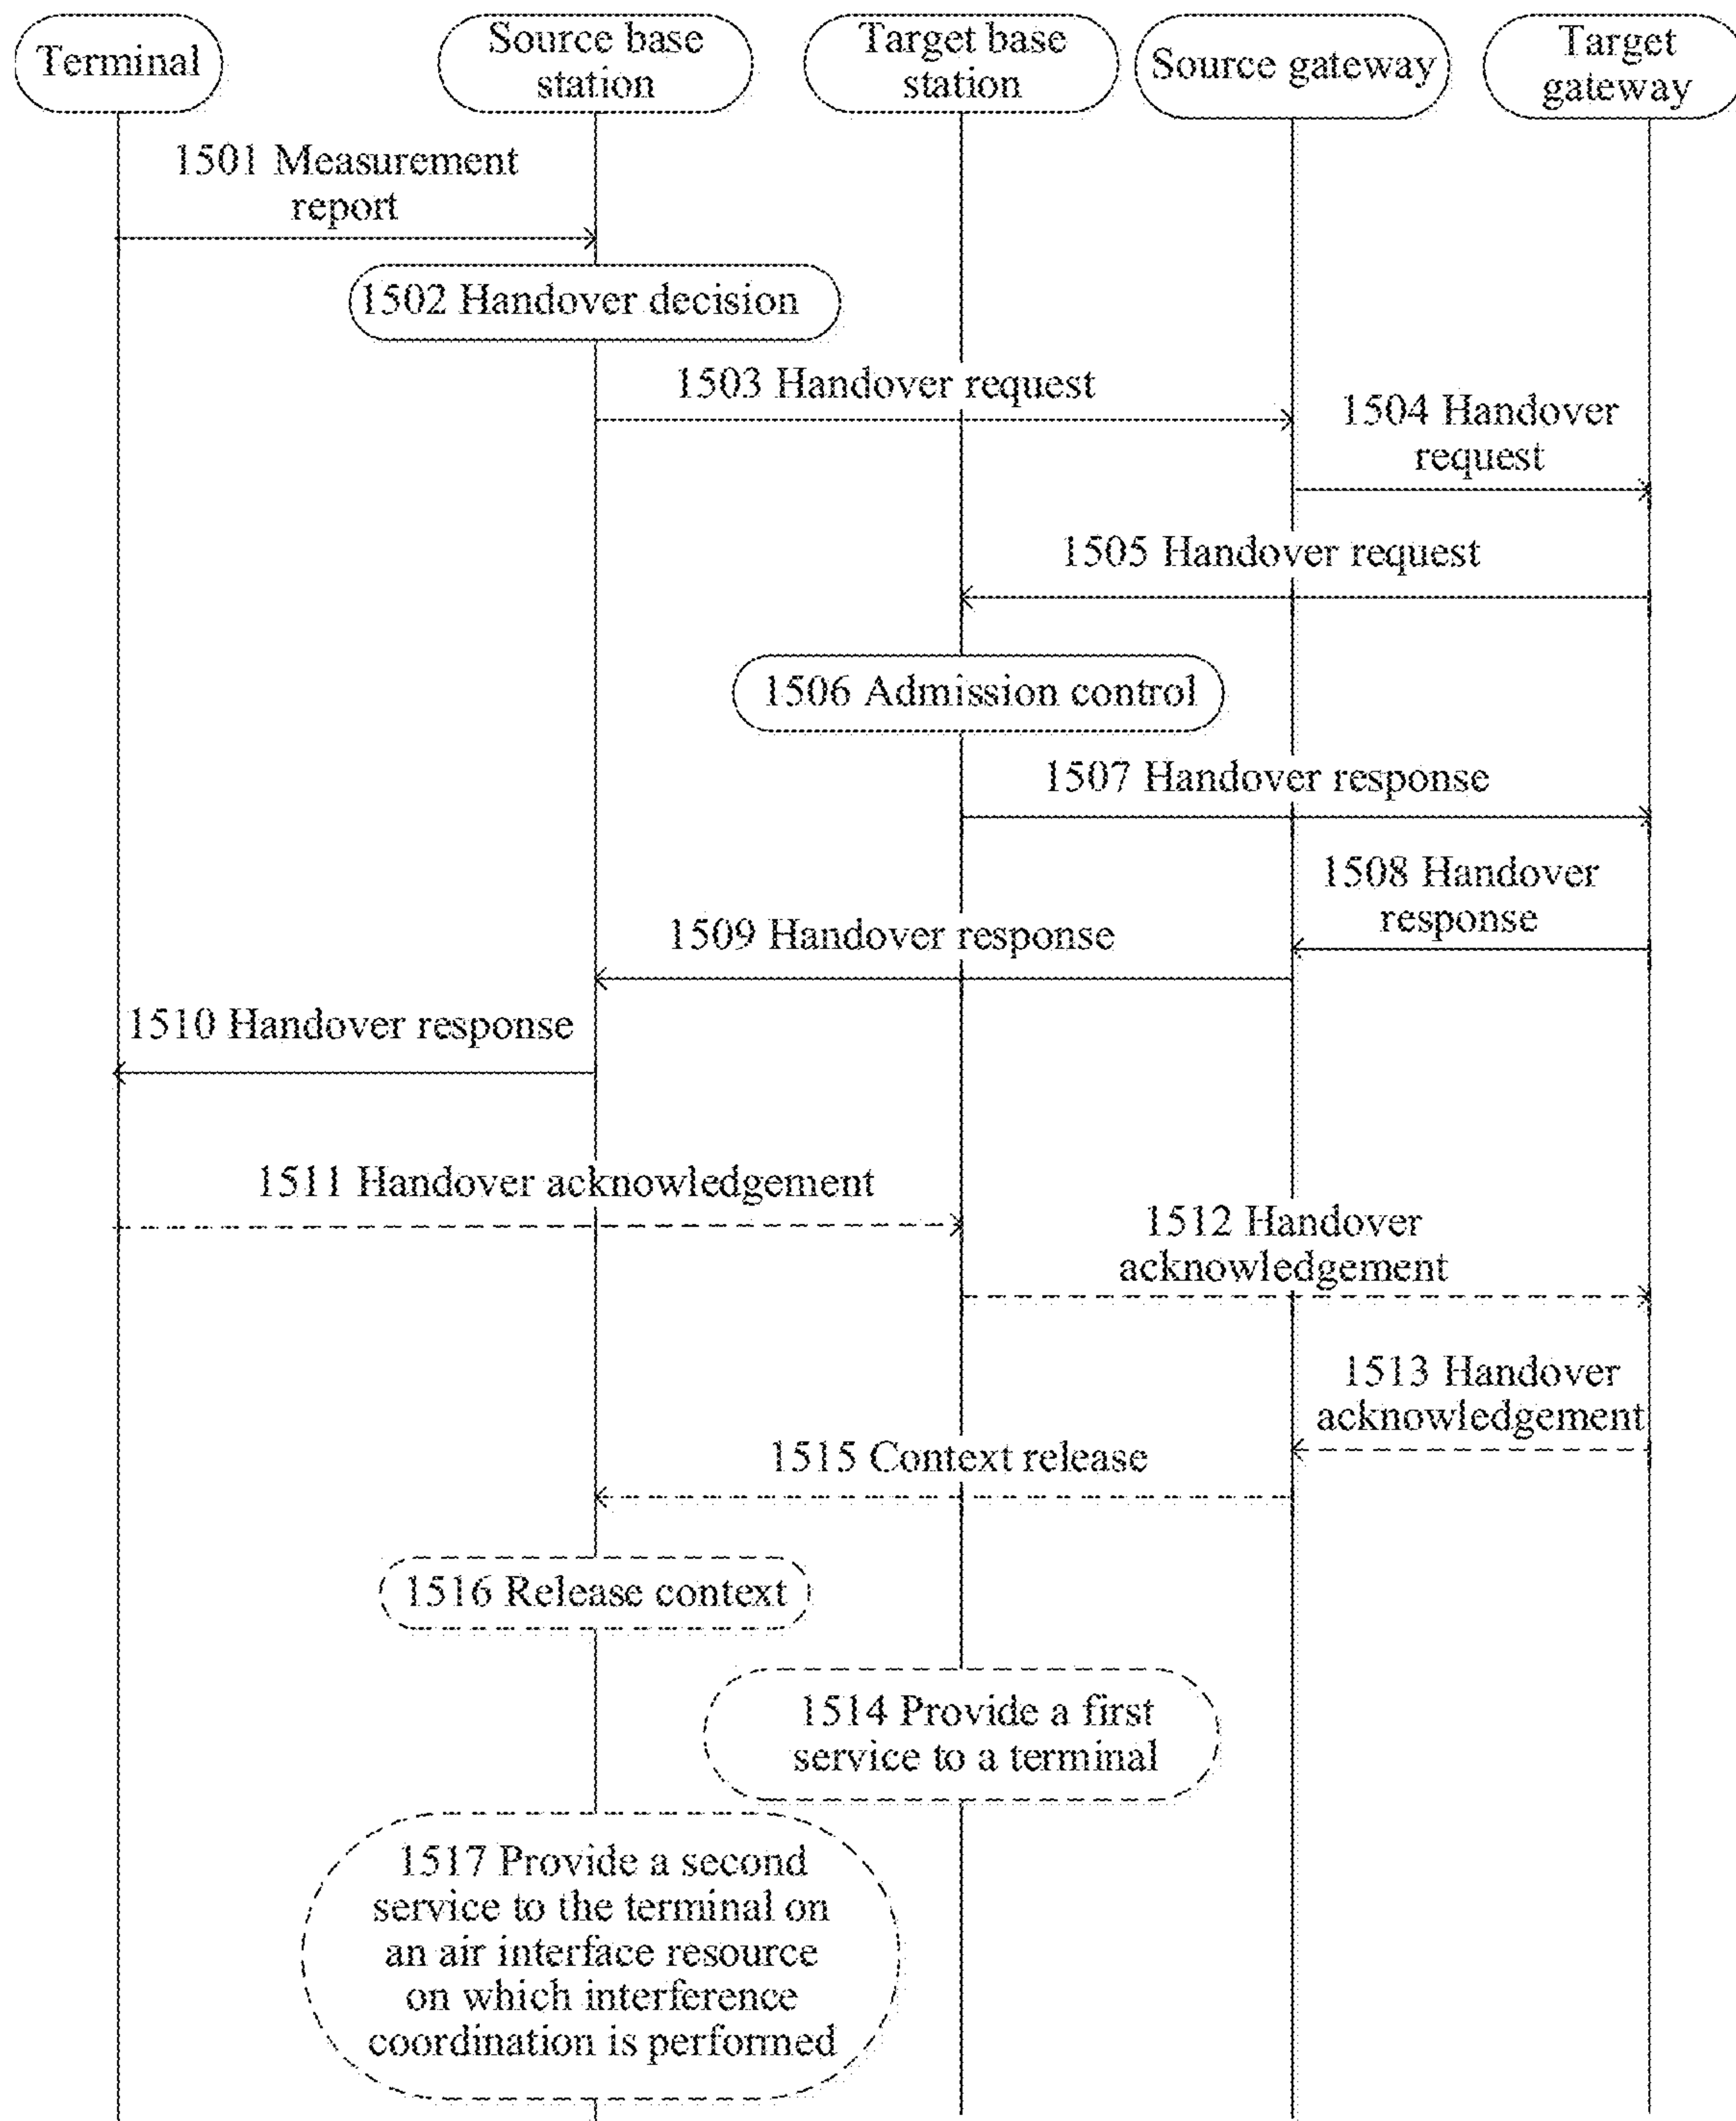 Terminal
Source base
station
Target base
station
Source gateway
Target
gateway
1501 Measurement
report
1502 Handover decision
1503 Handover request
1504 Handover
request
1505 Handover request
1506 Admission control
1507 Handover response
1508 Handover
response
1509 Handover response
1510 Handover response
1511 Handover acknowledgement
1512 Handover
acknowledgement
1513 Handover
acknowledgement
1515 Context release
1516 Release context
1514 Provide a first
service to a terminal
1517 Provide a second
service to the terminal on
an air interface resource
on which interference
coordination is performed